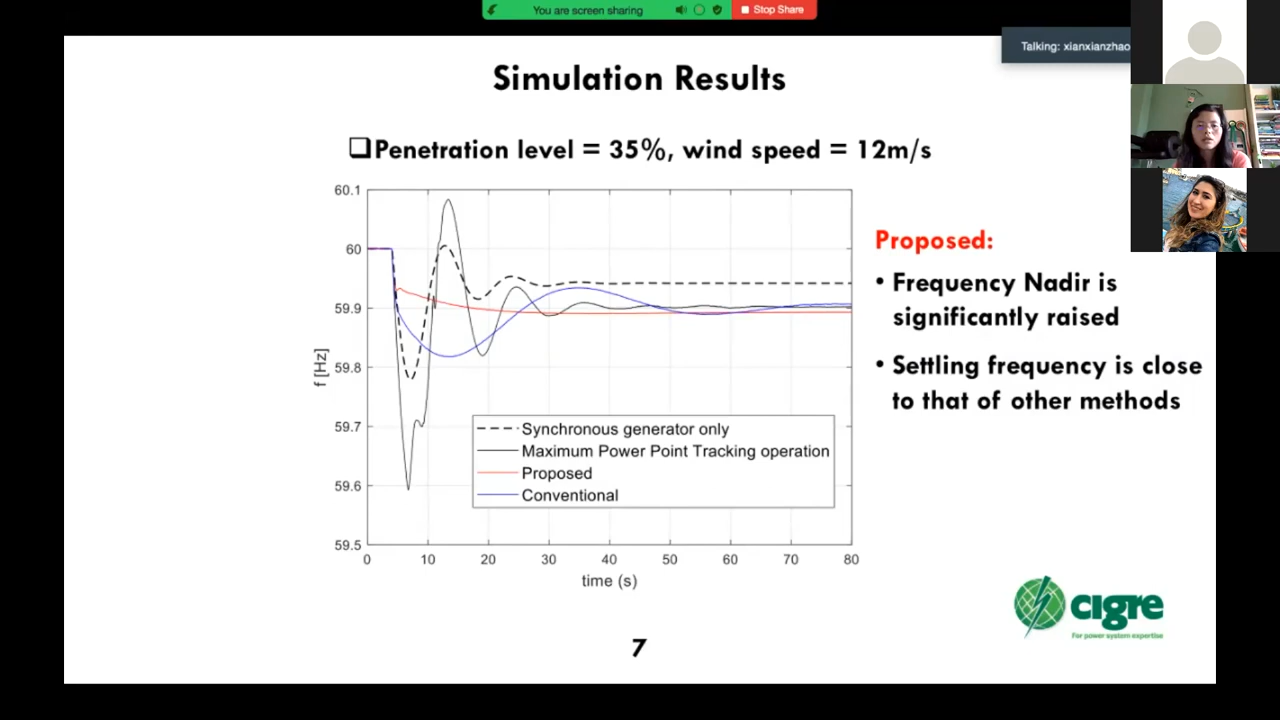 You are screen sharing
Stop Share
Talking: xianxianzhao
Simulation Results
❑Penetration level = 35%, wind speed = 12m/s
60.1
60
59.9
59.8
59.7
59.6
59.5
f [Hz]
0 10 20 30 40 50 60 70 80
time (s)
Synchronous generator only
Maximum Power Point Tracking operation
Proposed
Conventional
Proposed:
• Frequency Nadir is
significantly raised
• Settling frequency is close
to that of other methods
cigre
For power system expertise
7